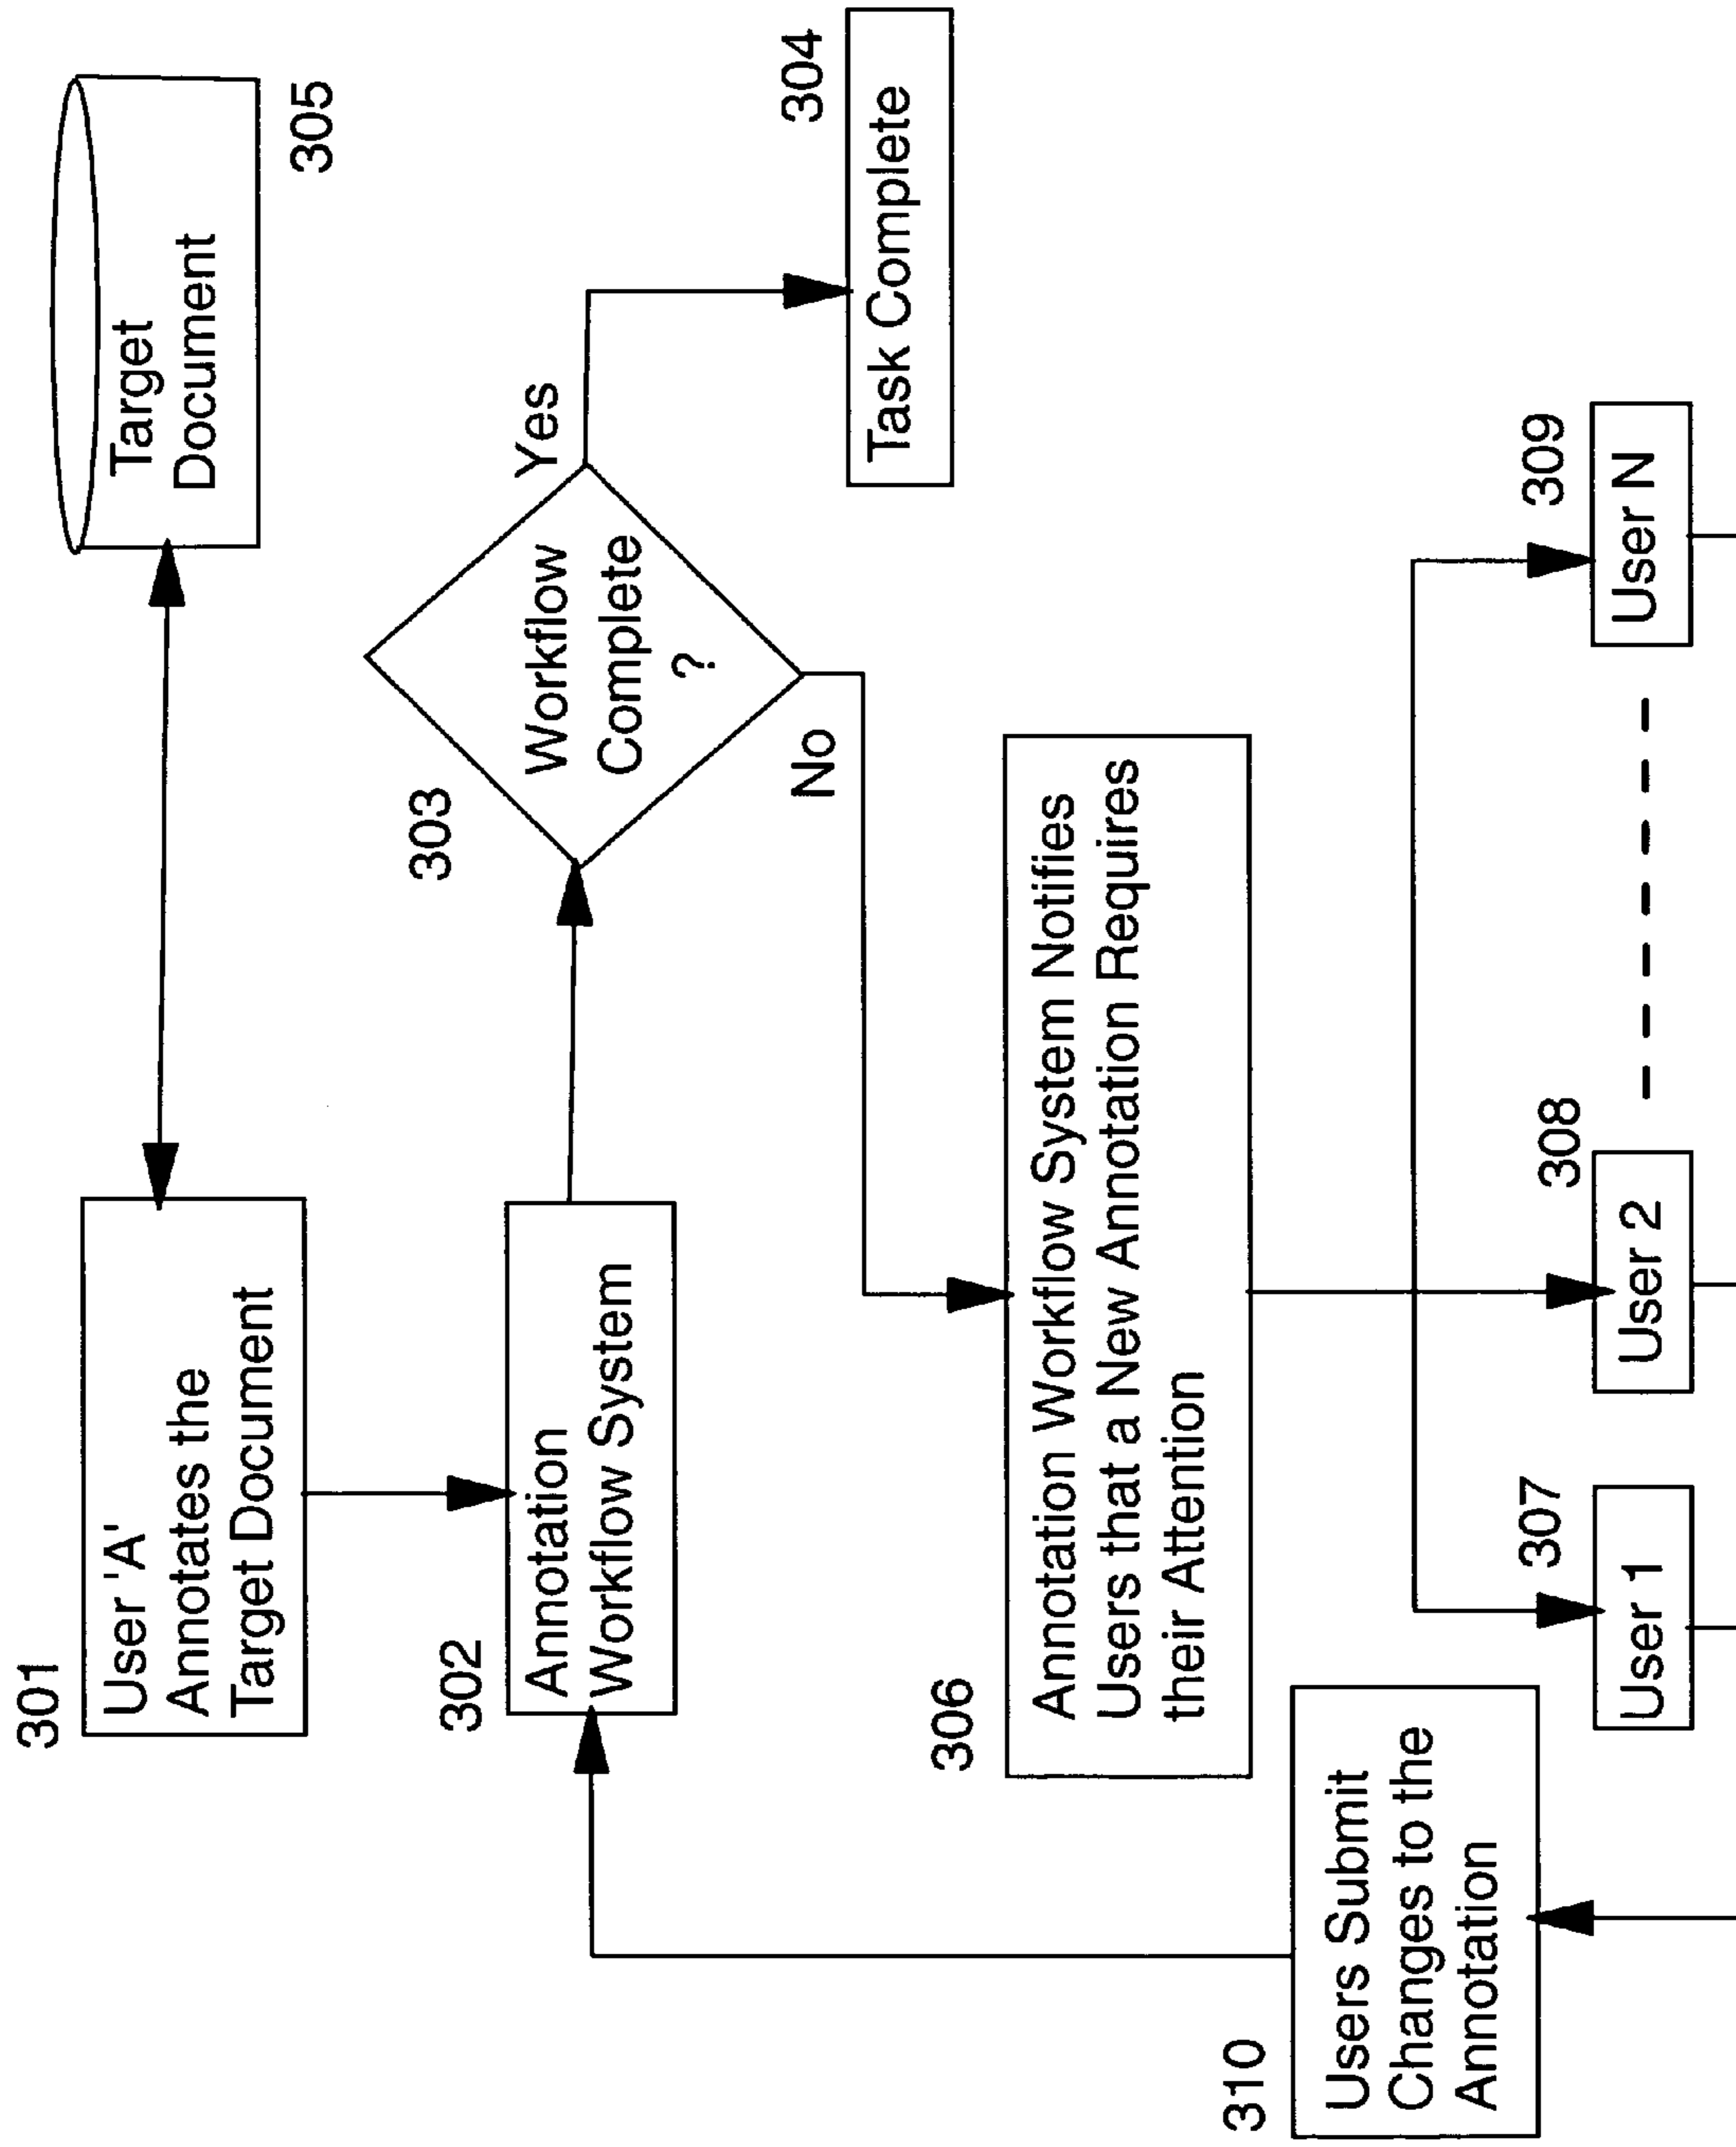 301
User 'A'
Annotates the
Target Document
Target
Document
305
302
Annotation
Workflow System
303
Workflow
Complete
?
Yes
No
304
Task Complete
306
Annotation Workflow System Notifies
Users that a New Annotation Requires
their Attention
310
Users Submit
Changes to the
Annotation
307
User 1
308
User 2
309
User N